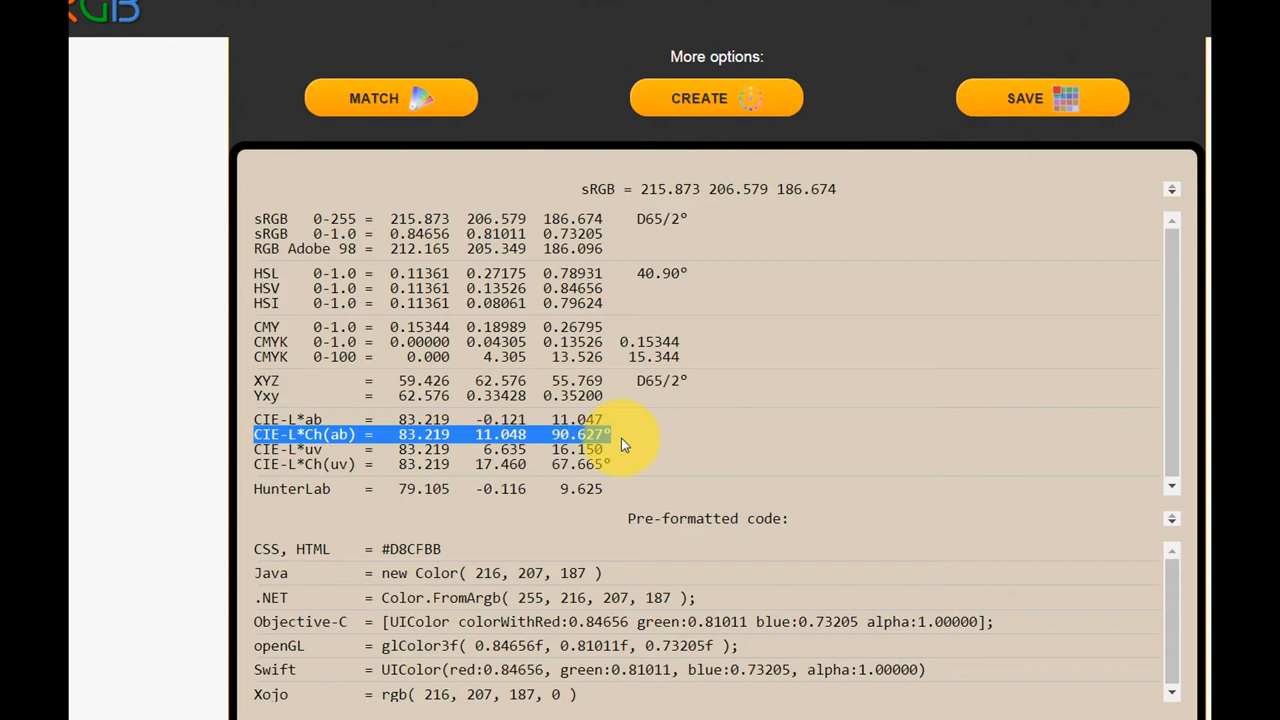 RGB
More options:
MATCH
CREATE
SAVE
sRGB = 215.873 206.579 186.674
sRGB 0-255 = 215.873 206.579 186.674 D65/2º
sRGB 0-1.0 = 0.84656 0.81011 0.73205
RGB Adobe 98 = 212.165 205.349 186.096
HSL 0-1.0 = 0.11361 0.27175 0.78931 40.90º
HSV 0-1.0 = 0.11361 0.13526 0.84656
HSI 0-1.0 = 0.11361 0.08061 0.79624
CMY 0-1.0 = 0.15344 0.18989 0.26795
CMYK 0-1.0 = 0.00000 0.04305 0.13526 0.15344
CMYK 0-100 = 0.000 4.305 13.526 15.344
XYZ = 59.426 62.576 55.769 D65/2º
Yxy = 62.576 0.33428 0.35200
CIE-L*ab = 83.219 -0.121 11.047
CIE-L*Ch(ab) = 83.219 11.048 90.627º
CIE-L*uv = 83.219 6.635 16.150
CIE-L*Ch(uv) = 83.219 17.460 67.665º
HunterLab = 79.105 -0.116 9.625
Pre-formatted code:
CSS, HTML = #D8CFBB
Java = new Color( 216, 207, 187 )
.NET = Color.FromArgb( 255, 216, 207, 187 );
Objective-C = [UIColor colorWithRed:0.84656 green:0.81011 blue:0.73205 alpha:1.00000];
openGL = glColor3f( 0.84656f, 0.81011f, 0.73205f );
Swift = UIColor(red:0.84656, green:0.81011, blue:0.73205, alpha:1.00000)
Xojo = rgb( 216, 207, 187, 0 )